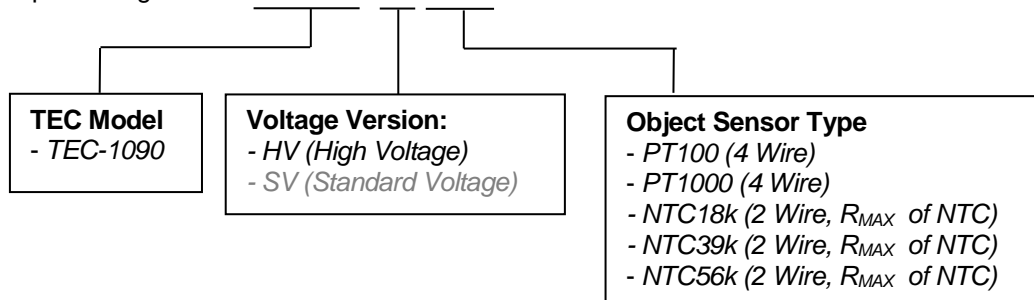 TEC Model
- TEC-1090
Voltage Version:
- HV (High Voltage)
- SV (Standard Voltage)
Object Sensor Type
- PT100 (4 Wire)
- PT1000 (4 Wire)
- NTC18k (2 Wire, RMAX of NTC)
- NTC39k (2 Wire, RMAX of NTC)
- NTC56k (2 Wire, RMAX of NTC)